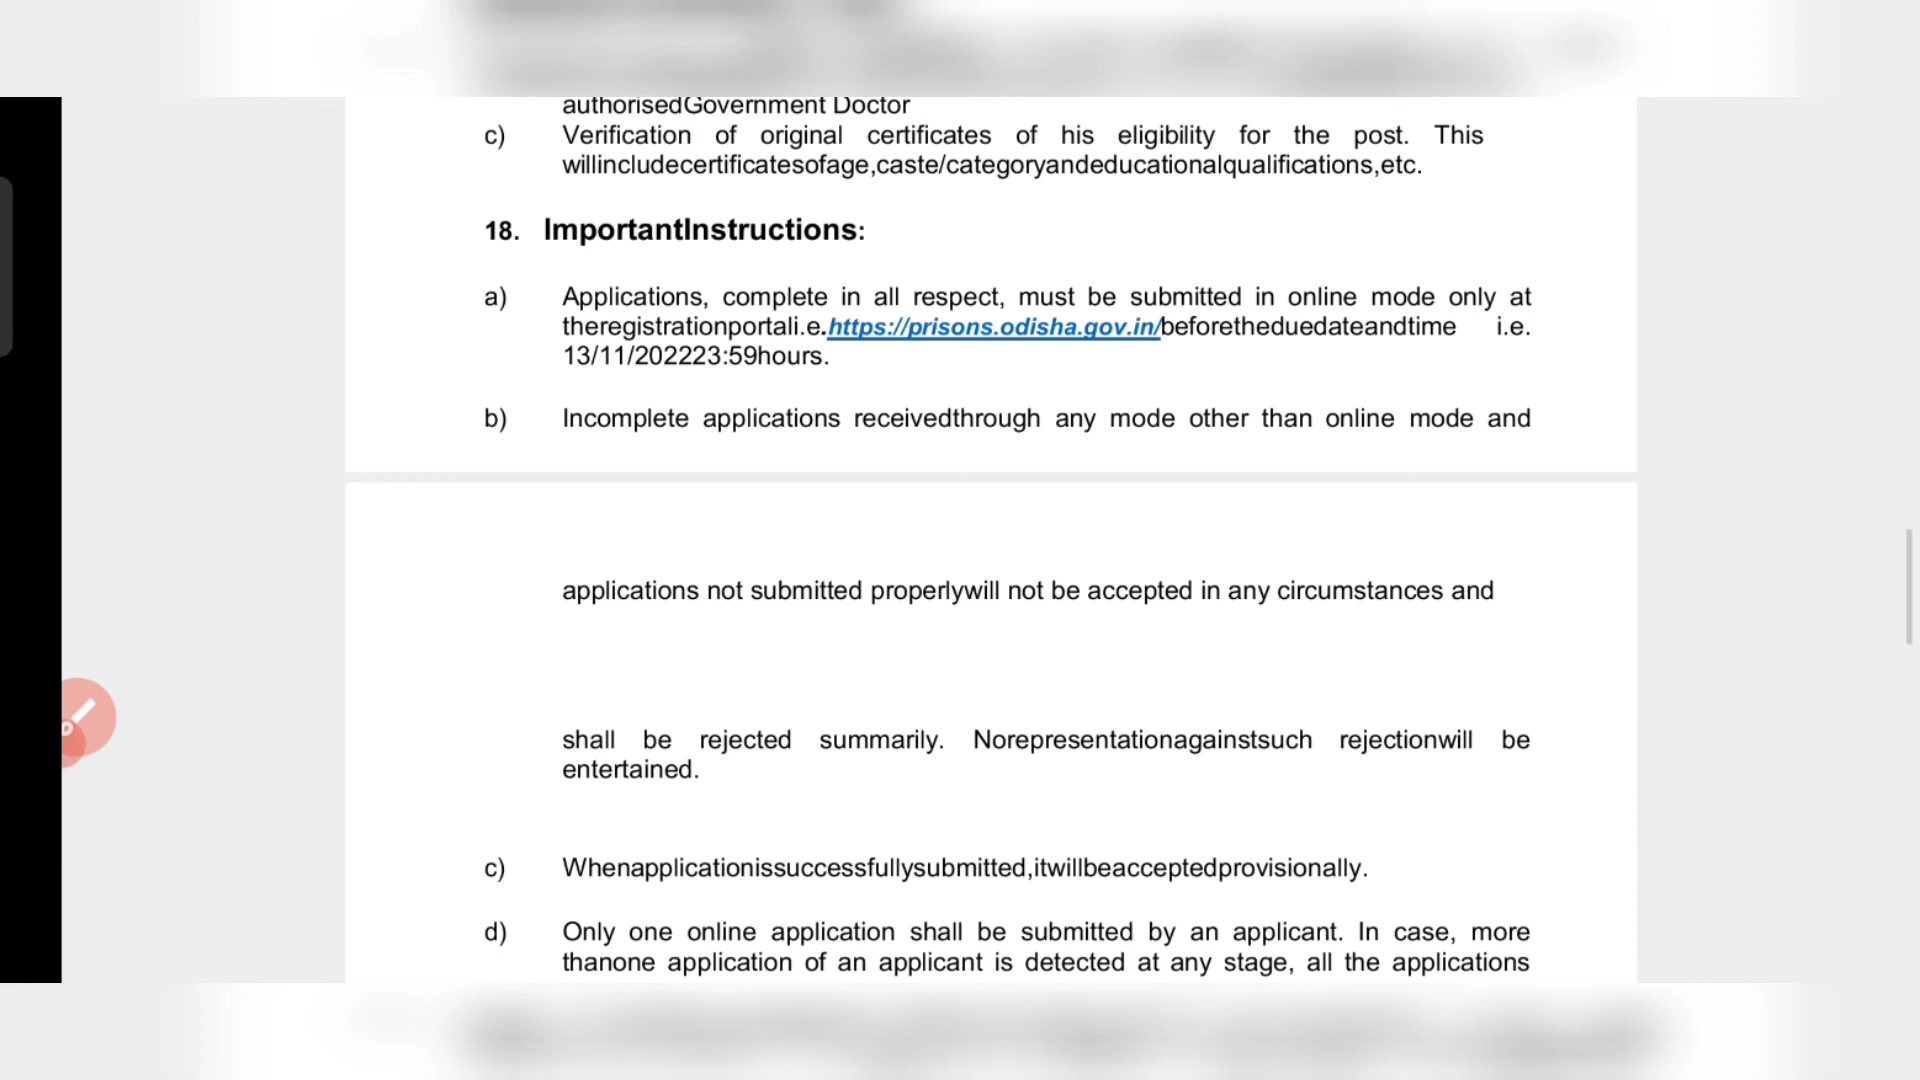 authorisedGovernment Doctor
c) Verification of original certificates of his eligibility for the post. This
willincludecertificatesofage,caste/categoryandeducationalqualifications,etc.
18. ImportantInstructions:
a) Applications, complete in all respect, must be submitted in online mode only at
theregistrationportali.e.https://prisons.odisha.gov.in/beforetheduedateandtime i.e.
13/11/202223:59hours.
b) Incomplete applications receivedthrough any mode other than online mode and
applications not submitted properlywill not be accepted in any circumstances and
shall be rejected summarily. Norepresentationagainstsuch rejectionwill be
entertained.
c) Whenapplicationissuccessfullysubmitted,itwillbeacceptedprovisionally.
d) Only one online application shall be submitted by an applicant. In case, more
thanone application of an applicant is detected at any stage, all the applications